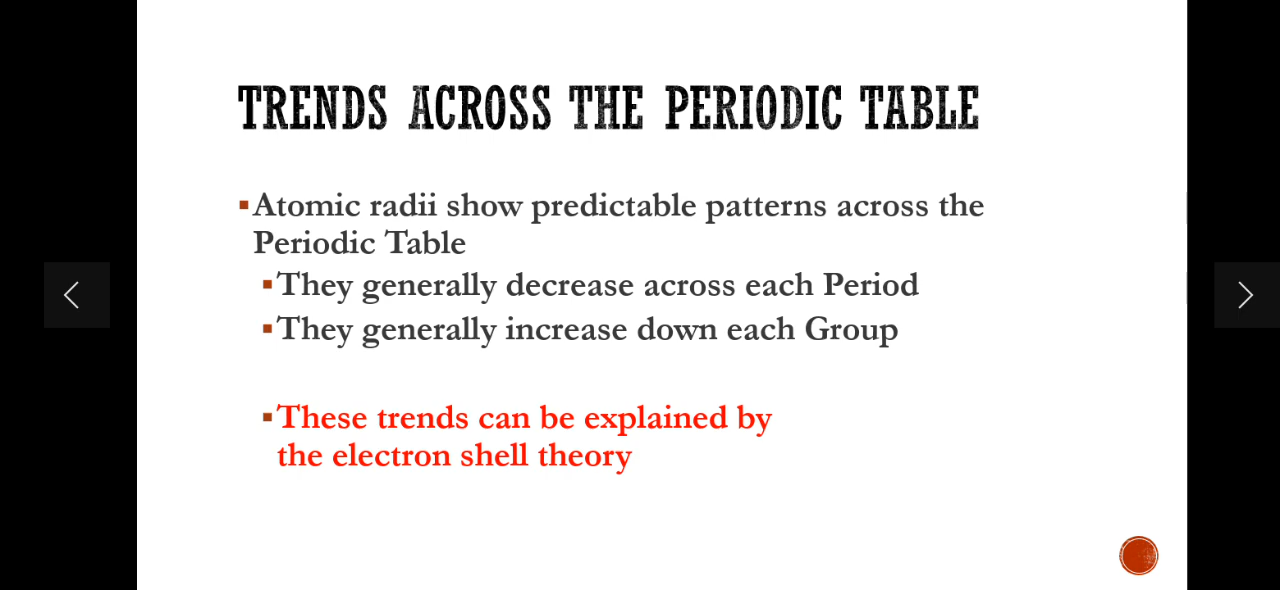 TRENDS ACROSS THE PERIODIC TABLE
Atomic radii show predictable patterns across the
Periodic Table
They generally decrease across each Period
They generally increase down each Group
These trends can be explained by
the electron shell theory